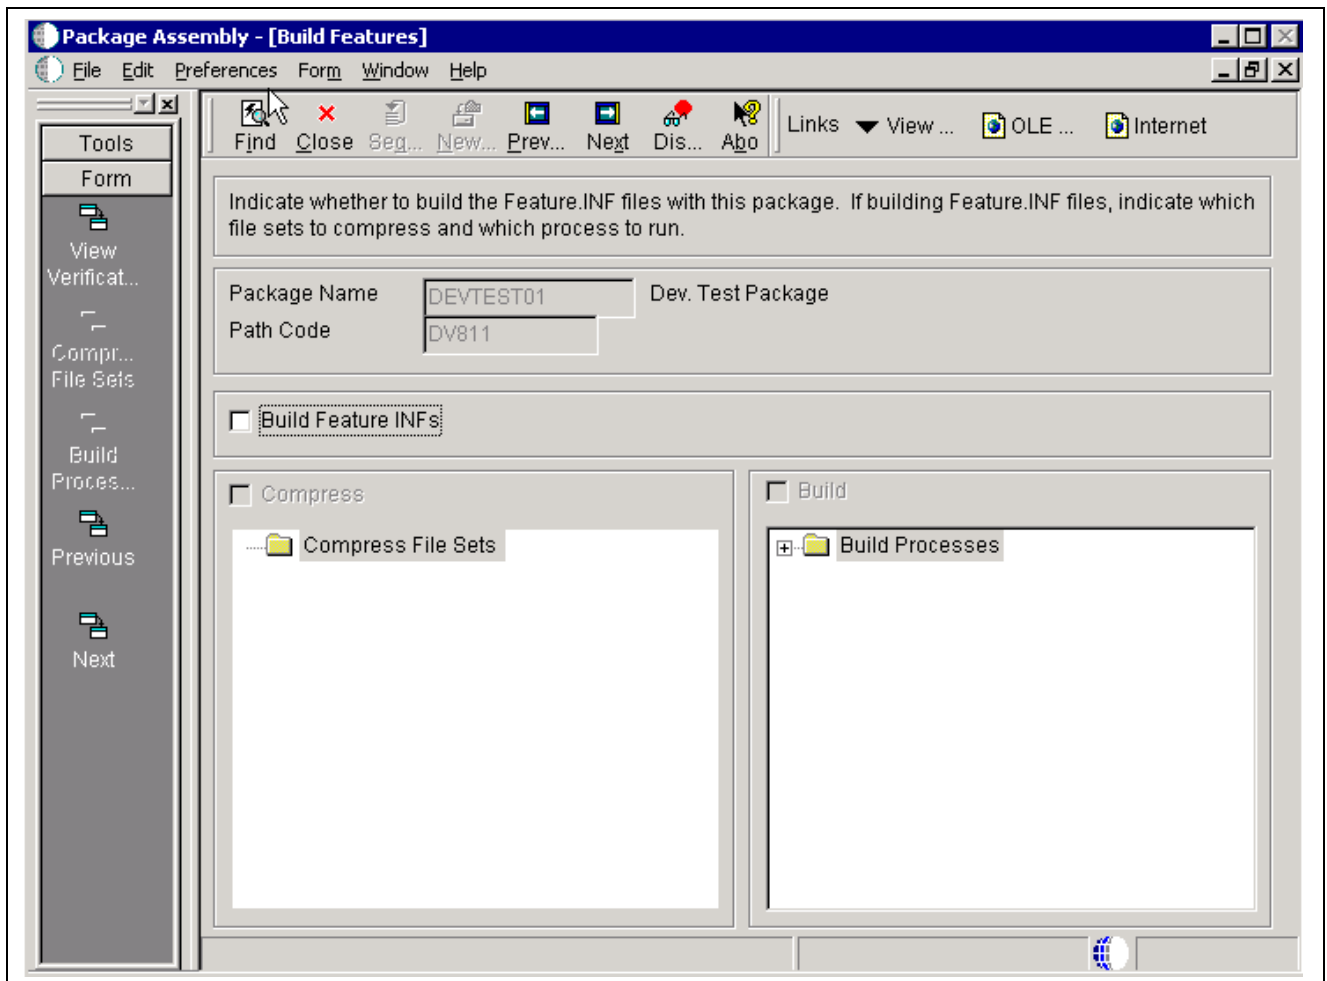 Package Assembly - [Build Features]
File Edit Preferences Form Window Help
Tools
Form
View
Verificat...
Compr...
File Sets
Build
Proces...
Previous
Next
Find Close Seq... New... Prev... Next Dis... Abo Links View ... OLE ... Internet
Indicate whether to build the Feature.INF files with this package. If building Feature.INF files, indicate which
file sets to compress and which process to run.
Package Name DEVTEST01 Dev. Test Package
Path Code DV811
Build Feature INFs
Compress
Compress File Sets
Build
Build Processes